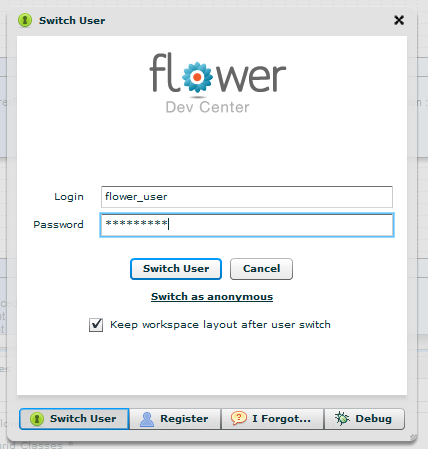 Switch User
flower
Dev Center
Login flower_user
Password *********
Switch User Cancel
Switch as anonymous
Keep workspace layout after user switch
Switch User Register I Forgot... Debug